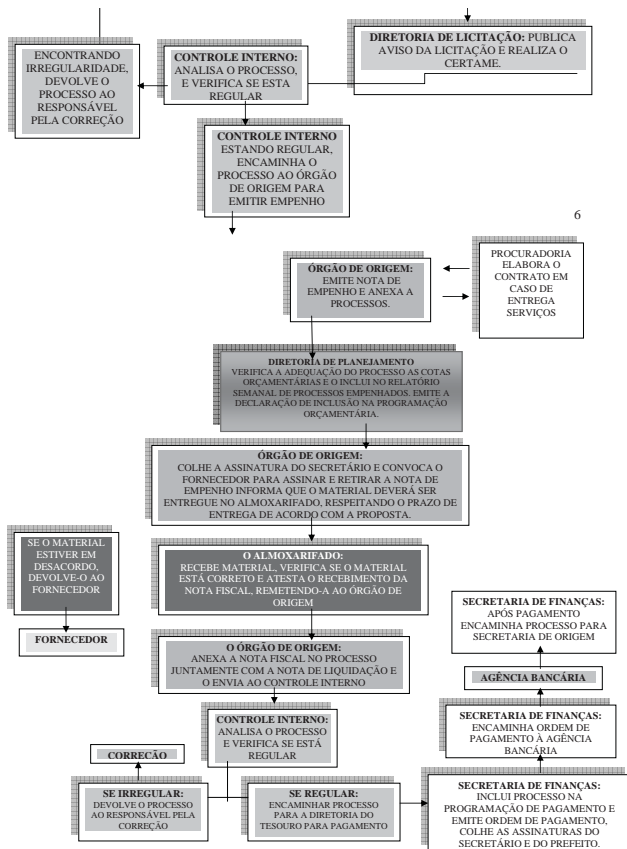 DIRETORIA DE LICITAÇÃO: PUBLICA
AVISO DA LICITAÇÃO E REALIZA O
CERTAME.
CONTROLE INTERNO:
ANALISA O PROCESSO,
E VERIFICA SE ESTA
REGULAR
ENCONTRANDO
IRREGULARIDADE,
DEVOLVE O
PROCESSO AO
RESPONSÁVEL
PELA CORREÇÃO
CONTROLE INTERNO
ESTANDO REGULAR,
ENCAMINHA O
PROCESSO AO ÓRGÃO
DE ORIGEM PARA
EMITIR EMPENHO
6
ÓRGÃO DE ORIGEM:
EMITE NOTA DE
EMPENHO E ANEXA A
PROCESSOS.
PROCURADORIA
ELABORA O
CONTRATO EM
CASO DE
ENTREGA
SERVIÇOS
DIRETORIA DE PLANEJAMENTO
VERIFICA A ADEQUAÇÃO DO PROCESSO AS COTAS
ORÇAMENTÁRIAS E O INCLUI NO RELATÓRIO
SEMANAL DE PROCESSOS EMPENHADOS. EMITE A
DECLARAÇÃO DE INCLUSÃO NA PROGRAMAÇÃO
ORÇAMENTÁRIA.
ÓRGÃO DE ORIGEM:
COLHE A ASSINATURA DO SECRETÁRIO E CONVOCA O
FORNECEDOR PARA ASSINAR E RETIRAR A NOTA DE
EMPENHO INFORMA QUE O MATERIAL DEVERÁ SER
ENTREGUE NO ALMOXARIFADO, RESPEITANDO O PRAZO DE
ENTREGA DE ACORDO COM A PROPOSTA.
SE O MATERIAL
ESTIVER EM
DESACORDO,
DEVOLVE-O AO
FORNECEDOR
FORNECEDOR
O ALMOXARIFADO:
RECEBE MATERIAL, VERIFICA SE O MATERIAL
ESTÁ CORRETO E ATESTA O RECEBIMENTO DA
NOTA FISCAL, REMETENDO-A AO ÓRGÃO DE
ORIGEM
O ÓRGÃO DE ORIGEM:
ANEXA A NOTA FISCAL NO PROCESSO
JUNTAMENTE COM A NOTA DE LIQUIDAÇÃO E
O ENVIA AO CONTROLE INTERNO
CONTROLE INTERNO:
ANALISA O PROCESSO
E VERIFICA SE ESTÁ
REGULAR
CORREÇÃO
SE IRREGULAR:
DEVOLVE O PROCESSO
AO RESPONSÁVEL PELA
CORREÇÃO
SE REGULAR:
ENCAMINHAR PROCESSO
PARA A DIRETORIA DO
TESOURO PARA PAGAMENTO
SECRETARIA DE FINANÇAS:
APÓS PAGAMENTO
ENCAMINHA PROCESSO PARA
SECRETARIA DE ORIGEM
AGÊNCIA BANCÁRIA
SECRETARIA DE FINANÇAS:
ENCAMINHA ORDEM DE
PAGAMENTO À AGÊNCIA
BANCÁRIA
SECRETARIA DE FINANÇAS:
INCLUI PROCESSO NA
PROGRAMAÇÃO DE PAGAMENTO E
EMITE ORDEM DE PAGAMENTO,
COLHE AS ASSINATURAS DO
SECRETÁRIO E DO PREFEITO.